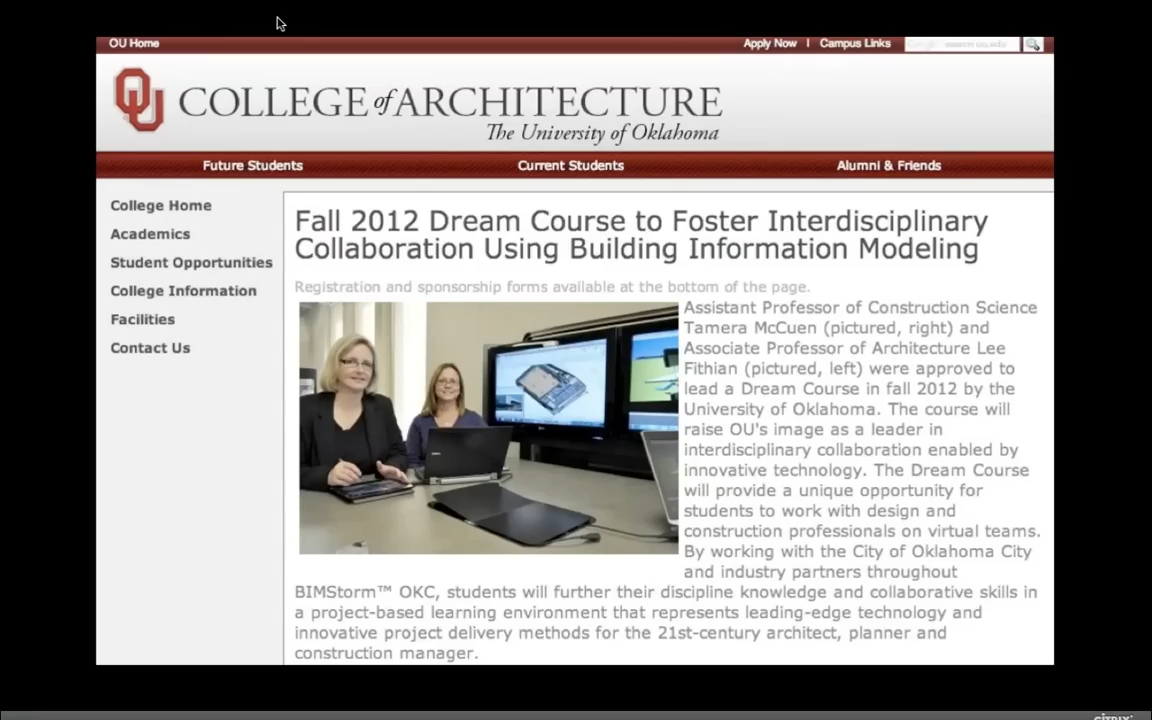 OU Home
Apply Now | Campus Links
OU COLLEGE of ARCHITECTURE
The University of Oklahoma
Future Students
Current Students
Alumni & Friends
College Home
Academics
Student Opportunities
College Information
Facilities
Contact Us
Fall 2012 Dream Course to Foster Interdisciplinary
Collaboration Using Building Information Modeling
Registration and sponsorship forms available at the bottom of the page.
Assistant Professor of Construction Science
Tamera McCuen (pictured, right) and
Associate Professor of Architecture Lee
Fithian (pictured, left) were approved to
lead a Dream Course in fall 2012 by the
University of Oklahoma. The course will
raise OU's image as a leader in
interdisciplinary collaboration enabled by
innovative technology. The Dream Course
will provide a unique opportunity for
students to work with design and
construction professionals on virtual teams.
By working with the City of Oklahoma City
and industry partners throughout
BIMStorm™ OKC, students will further their discipline knowledge and collaborative skills in
a project-based learning environment that represents leading-edge technology and
innovative project delivery methods for the 21st-century architect, planner and
construction manager.